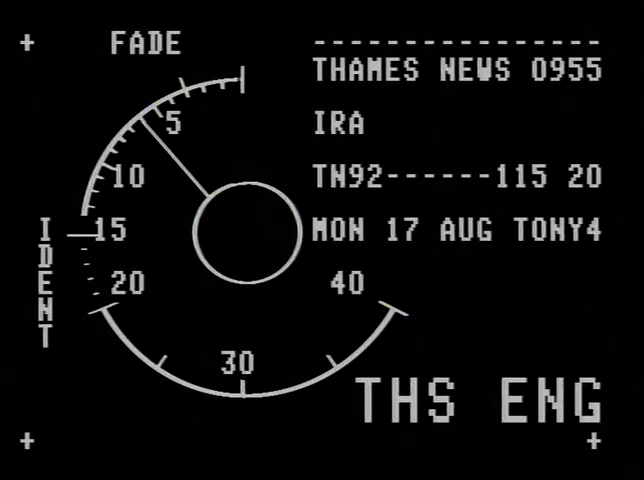 FADE
----------------
THAMES NEWS 0955
IRA
TN92------115 20
MON 17 AUG TONY4
5
10
15
20
30
40
IDENT
THS ENG